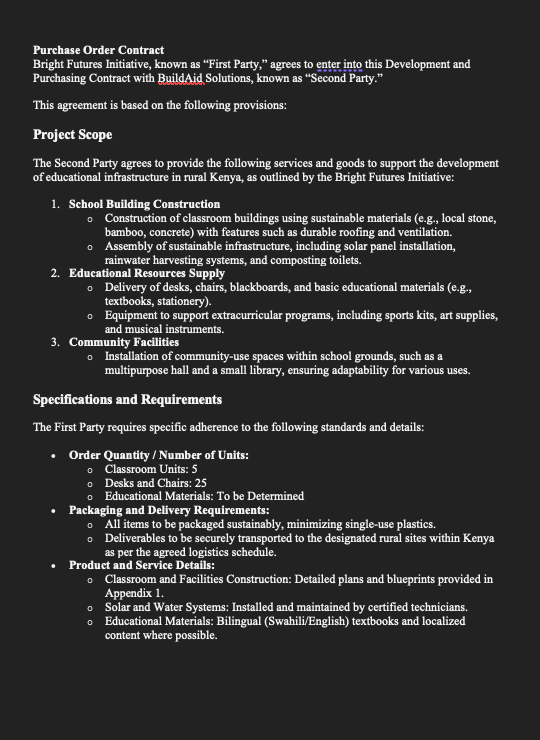 Purchase Order Contract
Bright Futures Initiative, known as “First Party,” agrees to enter into this Development and
Purchasing Contract with BuildAid Solutions, known as “Second Party.”
This agreement is based on the following provisions:
Project Scope
The Second Party agrees to provide the following services and goods to support the development
of educational infrastructure in rural Kenya, as outlined by the Bright Futures Initiative:
1. School Building Construction
o Construction of classroom buildings using sustainable materials (e.g., local stone,
bamboo, concrete) with features such as durable roofing and ventilation.
o Assembly of sustainable infrastructure, including solar panel installation,
rainwater harvesting systems, and composting toilets.
2. Educational Resources Supply
o Delivery of desks, chairs, blackboards, and basic educational materials (e.g.,
textbooks, stationery).
o Equipment to support extracurricular programs, including sports kits, art supplies,
and musical instruments.
3. Community Facilities
o Installation of community-use spaces within school grounds, such as a
multipurpose hall and a small library, ensuring adaptability for various uses.
Specifications and Requirements
The First Party requires specific adherence to the following standards and details:
• Order Quantity / Number of Units:
o Classroom Units: 5
o Desks and Chairs: 25
o Educational Materials: To be Determined
• Packaging and Delivery Requirements:
o All items to be packaged sustainably, minimizing single-use plastics.
o Deliverables to be securely transported to the designated rural sites within Kenya
as per the agreed logistics schedule.
• Product and Service Details:
o Classroom and Facilities Construction: Detailed plans and blueprints provided in
Appendix 1.
o Solar and Water Systems: Installed and maintained by certified technicians.
o Educational Materials: Bilingual (Swahili/English) textbooks and localized
content where possible.